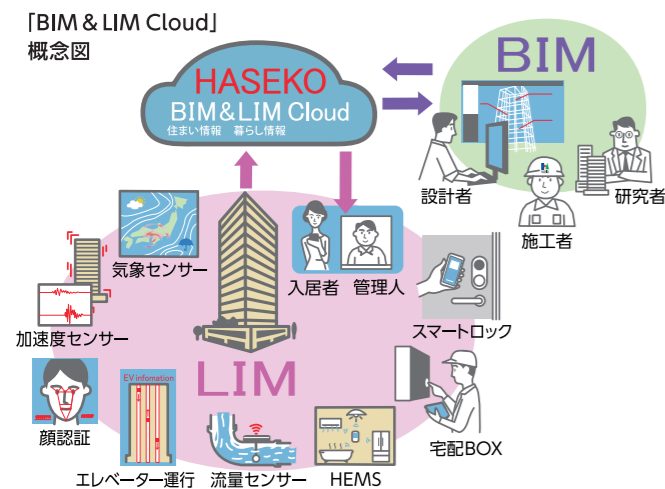 「BIM & LIM Cloud」
概念図
HASEKO
BIM&LIM Cloud
住まい情報 暮らし情報
BIM
設計者
施工者
研究者
気象センサー
入居者 管理人
スマートロック
加速度センサー
LIM
EV infomation
顔認証
エレベーター運行
流量センサー
HEMS
宅配BOX